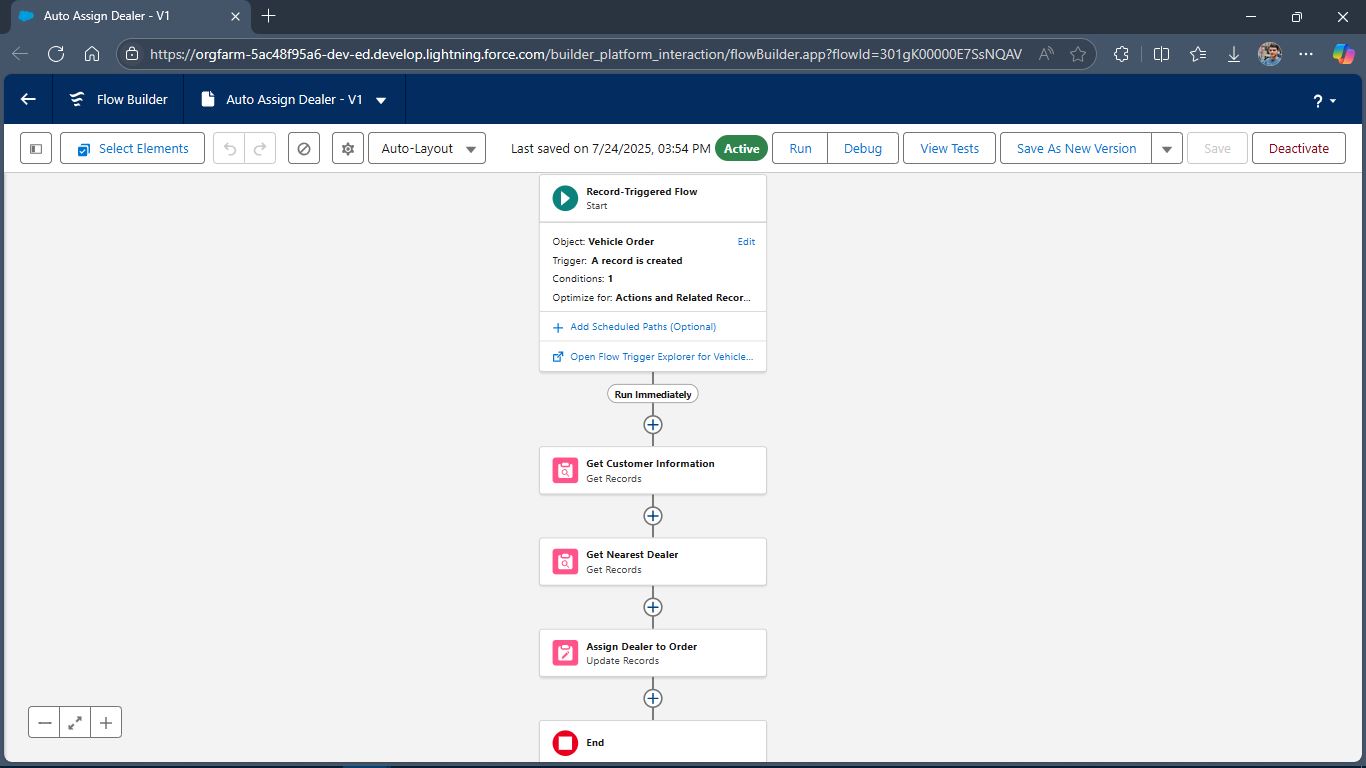 Auto Assign Dealer - V1
https://orgfarm-5ac48f95a6-dev-ed.develop.lightning.force.com/builder_platform_interaction/flowBuilder.app?flowId=301gK00000E7SsNQAV
Flow Builder
Auto Assign Dealer - V1
?
Select Elements
Auto-Layout
Last saved on 7/24/2025, 03:54 PM
Active
Run
Debug
View Tests
Save As New Version
Save
Deactivate
Record-Triggered Flow
Start
Object: Vehicle Order
Edit
Trigger: A record is created
Conditions: 1
Optimize for: Actions and Related Recor...
Add Scheduled Paths (Optional)
Open Flow Trigger Explorer for Vehicle...
Run Immediately
Get Customer Information
Get Records
Get Nearest Dealer
Get Records
Assign Dealer to Order
Update Records
End